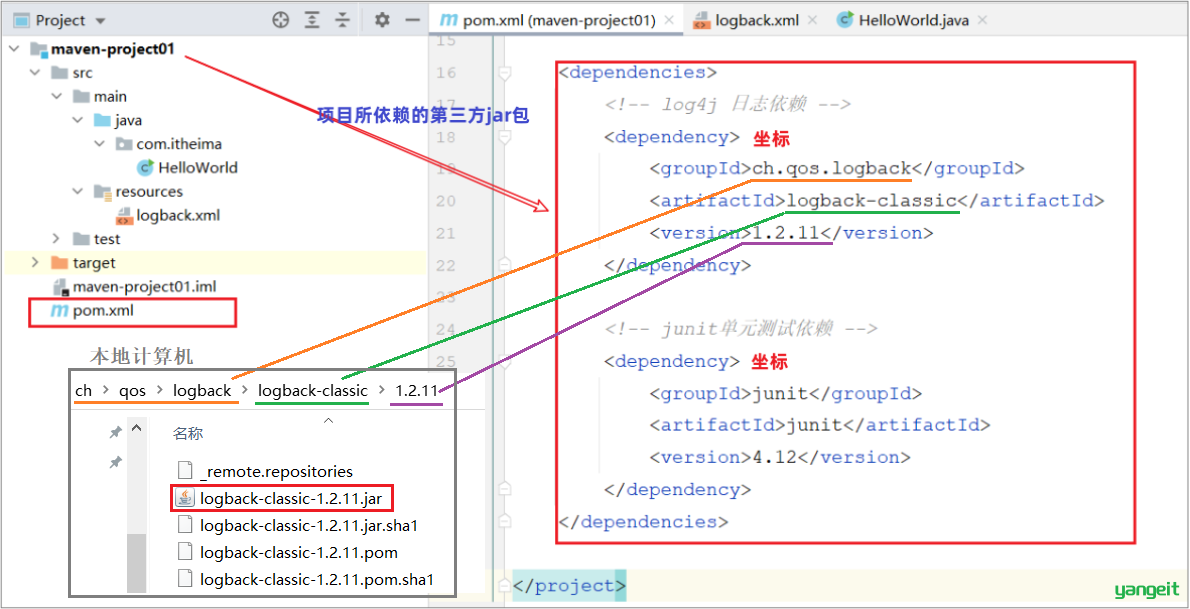 Project
maven-project01
src
main
java
com.itheima
HelloWorld
resources
logback.xml
test
target
maven-project01.iml
pom.xml
本地计算机
ch > qos > logback > logback-classic > 1.2.11
名称
_remote.repositories
logback-classic-1.2.11.jar
logback-classic-1.2.11.jar.sha1
logback-classic-1.2.11.pom
logback-classic-1.2.11.pom.sha1
项目所依赖的第三方jar包
pom.xml (maven-project01) logback.xml HelloWorld.java
15
16 <dependencies>
17 <!-- log4j 日志依赖 -->
18 <dependency> 坐标
19 <groupId>ch.qos.logback</groupId>
20 <artifactId>logback-classic</artifactId>
21 <version>1.2.11</version>
22 </dependency>
23
24 <!-- junit单元测试依赖 -->
25 <dependency> 坐标
<groupId>junit</groupId>
<artifactId>junit</artifactId>
<version>4.12</version>
</dependency>
</dependencies>
</project>
yangeit